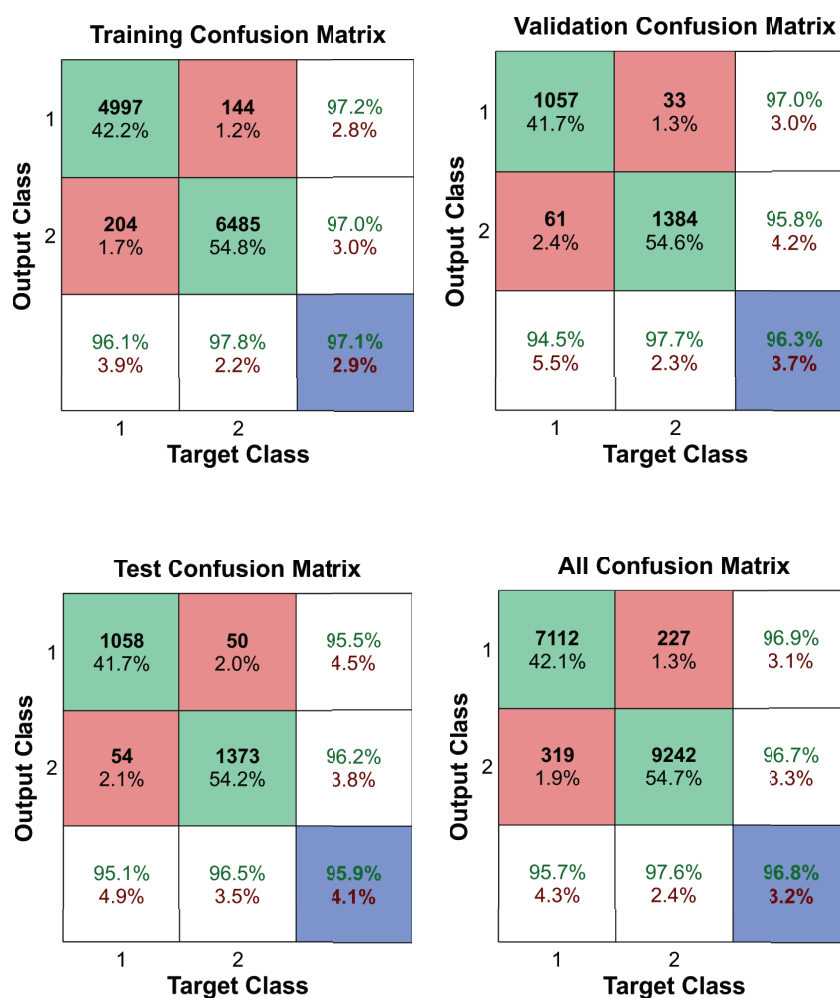 Training Confusion Matrix
4997 144 97.2%
42.2% 1.2% 2.8%
1
204 6485 97.0%
1.7% 54.8% 3.0%
2
96.1% 97.8% 97.1%
3.9% 2.2% 2.9%
1 2
Target Class
Output Class
Validation Confusion Matrix
1057 33 97.0%
41.7% 1.3% 3.0%
1
61 1384 95.8%
2.4% 54.6% 4.2%
2
94.5% 97.7% 96.3%
5.5% 2.3% 3.7%
1 2
Target Class
Output Class
Test Confusion Matrix
1058 50 95.5%
41.7% 2.0% 4.5%
1
54 1373 96.2%
2.1% 54.2% 3.8%
2
95.1% 96.5% 95.9%
4.9% 3.5% 4.1%
1 2
Target Class
Output Class
All Confusion Matrix
7112 227 96.9%
42.1% 1.3% 3.1%
1
319 9242 96.7%
1.9% 54.7% 3.3%
2
95.7% 97.6% 96.8%
4.3% 2.4% 3.2%
1 2
Target Class
Output Class